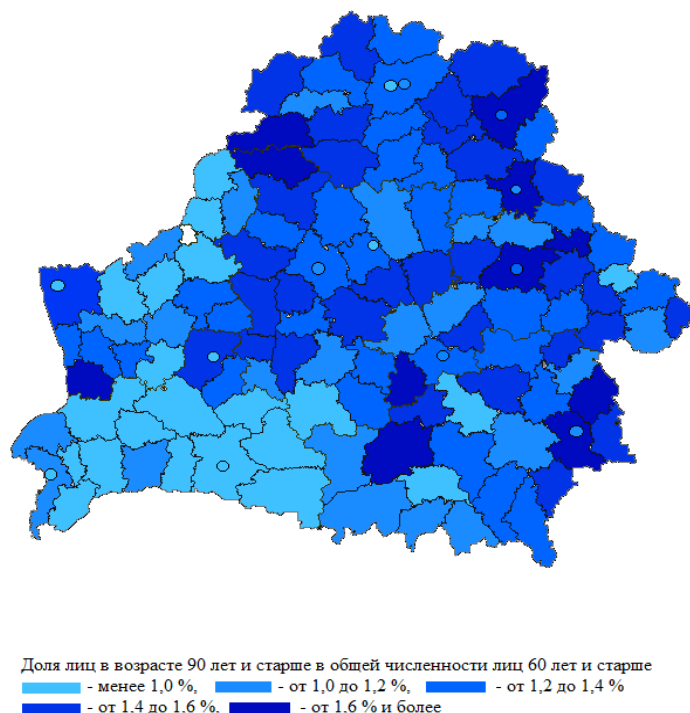 Доля лиц в возрасте 90 лет и старше в общей численности лиц 60 лет и старше
- менее 1,0 %, - от 1,0 до 1,2 %, - от 1,2 до 1,4 %
- от 1,4 до 1,6 %, - от 1,6 % и более